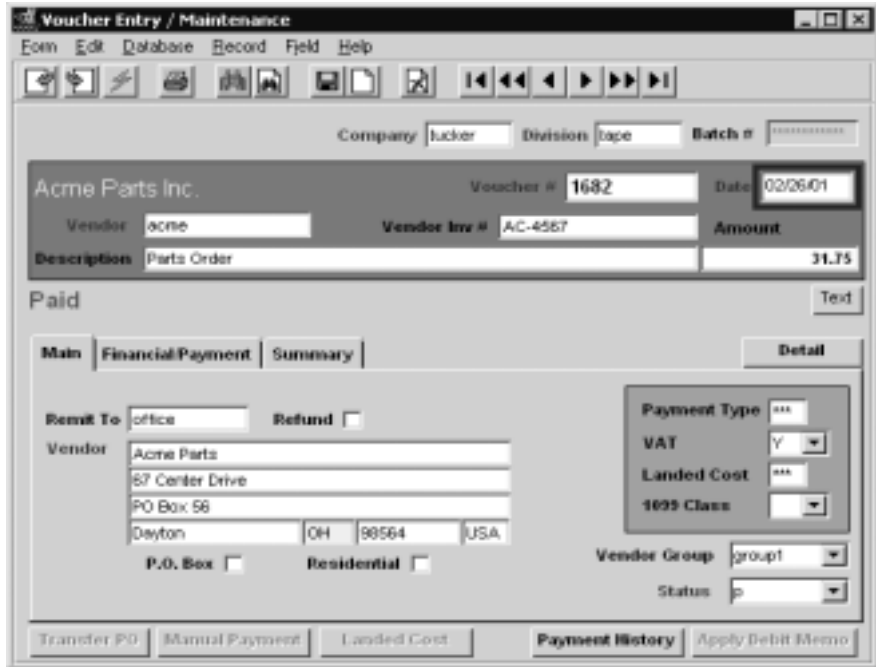 Voucher Entry / Maintenance
Form Edit Database Record Field Help
Company tucker Division tape Batch # ************
Acme Parts Inc. Voucher # 1682 Date 02/26/01
Vendor acme Vendor Inv # AC-4567 Amount
Description Parts Order 31.75
Paid Text
Main Financial/Payment Summary Detail
Remit To office Refund Payment Type ***
Vendor Acme Parts VAT Y
67 Center Drive Landed Cost ***
PO Box 56 1099 Class
Dayton OH 98564 USA
P.O. Box Residential Vendor Group group1
Status p
Transfer PO Manual Payment Landed Cost Payment History Apply Debit Memo